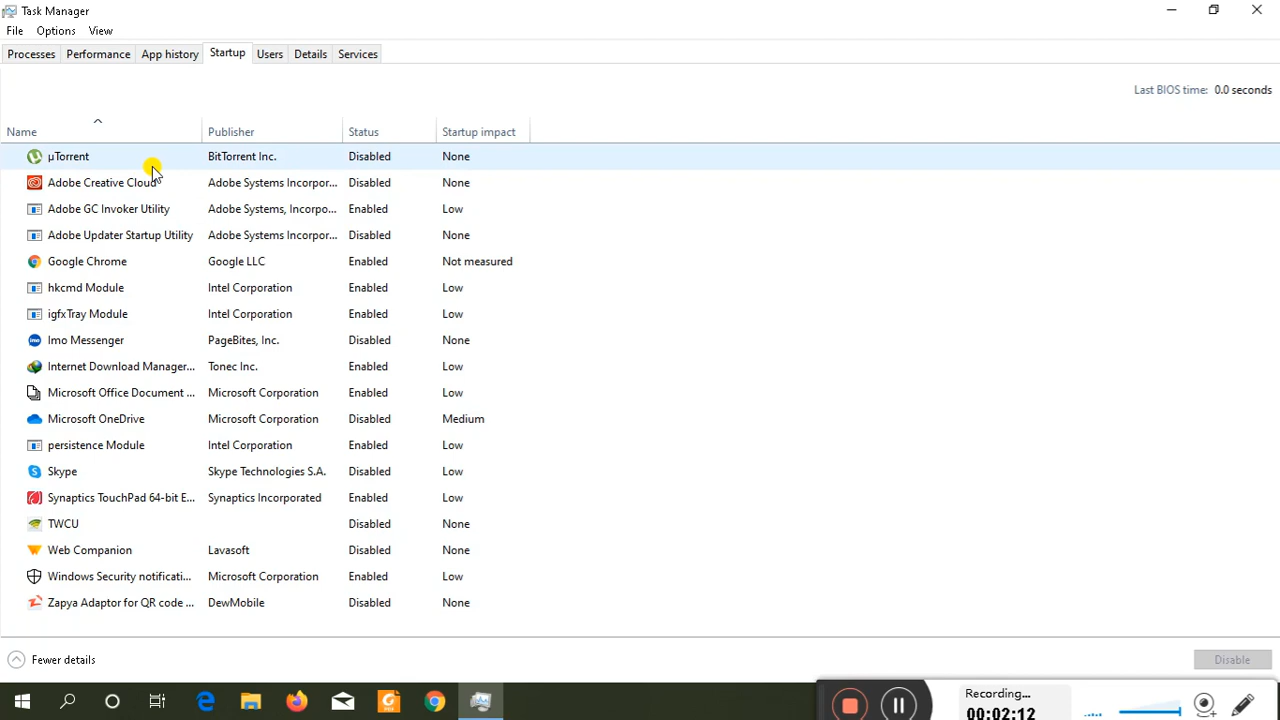 Task Manager
File Options View
Processes Performance App history Startup Users Details Services
Last BIOS time: 0.0 seconds
Name Publisher Status Startup impact
µTorrent BitTorrent Inc. Disabled None
Adobe Creative Cloud Adobe Systems Incorpor... Disabled None
Adobe GC Invoker Utility Adobe Systems, Incorpo... Enabled Low
Adobe Updater Startup Utility Adobe Systems Incorpor... Disabled None
Google Chrome Google LLC Enabled Not measured
hkcmd Module Intel Corporation Enabled Low
igfxTray Module Intel Corporation Enabled Low
Imo Messenger PageBites, Inc. Disabled None
Internet Download Manager... Tonec Inc. Enabled Low
Microsoft Office Document ... Microsoft Corporation Enabled Low
Microsoft OneDrive Microsoft Corporation Disabled Medium
persistence Module Intel Corporation Enabled Low
Skype Skype Technologies S.A. Disabled Low
Synaptics TouchPad 64-bit E... Synaptics Incorporated Enabled Low
TWCU Disabled None
Web Companion Lavasoft Disabled None
Windows Security notificati... Microsoft Corporation Enabled Low
Zapya Adaptor for QR code ... DewMobile Disabled None
Fewer details Disable
Recording...
00:02:12